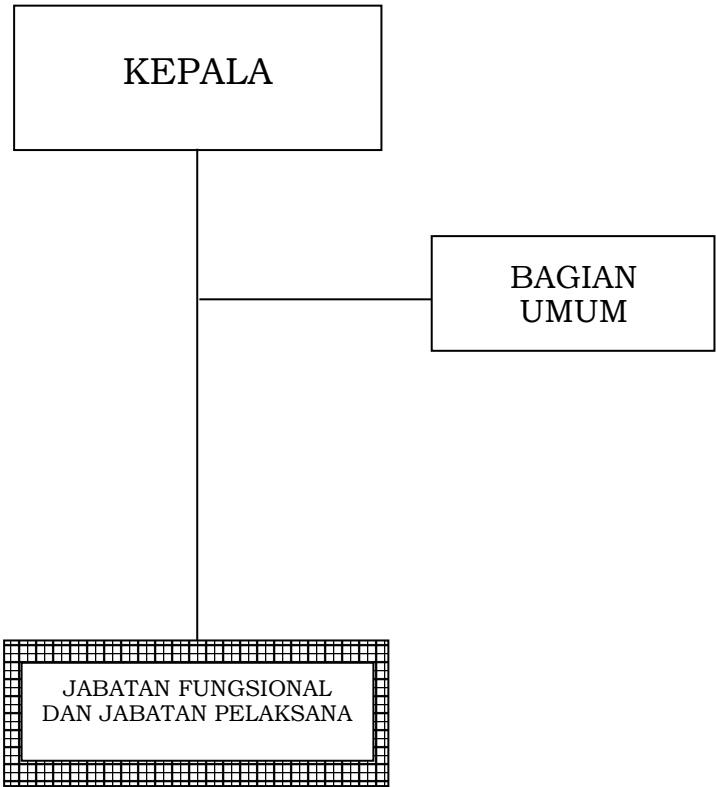 KEPALA
BAGIAN
UMUM
JABATAN FUNGSIONAL
DAN JABATAN PELAKSANA